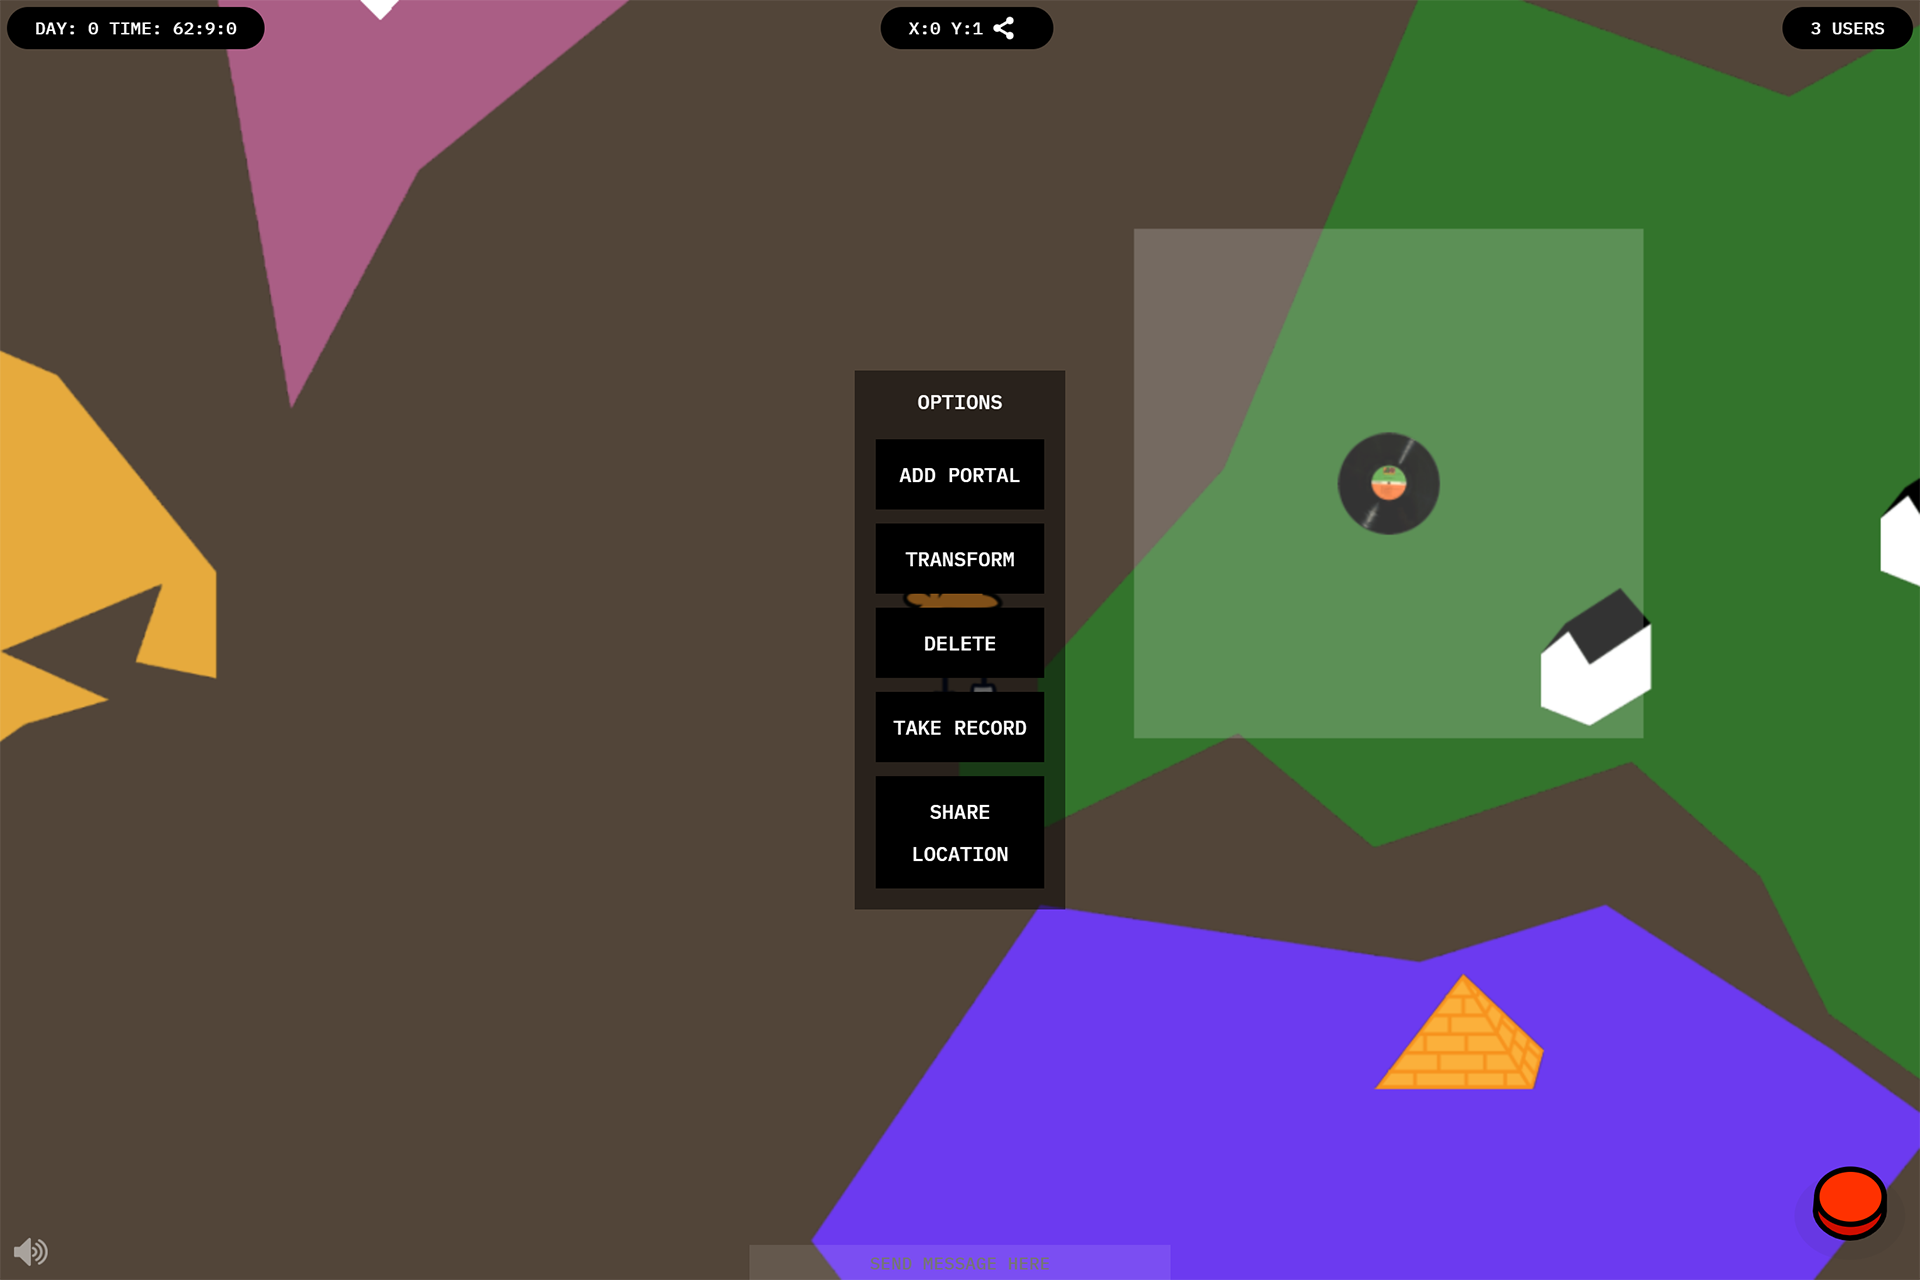 DAY: 0 TIME: 62:9:0
X:0 Y:1
3 USERS
OPTIONS
ADD PORTAL
TRANSFORM
DELETE
TAKE RECORD
SHARE
LOCATION
SEND MESSAGE HERE